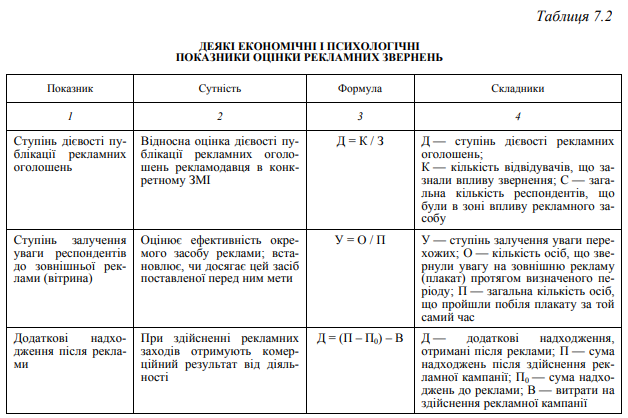 Таблиця 7.2
ДЕЯКІ ЕКОНОМІЧНІ І ПСИХОЛОГІЧНІ
ПОКАЗНИКИ ОЦІНКИ РЕКЛАМНИХ ЗВЕРНЕНЬ
Показник
Сутність
Формула
Складники
1
2
3
4
Ступінь дієвості пу-
блікації рекламних
оголошень
Відносна оцінка дієвості пу-
блікації рекламних оголо-
шень рекламодавця в конк-
ретному ЗМІ
Д = К / З
Д — ступінь дієвості рекламних
оголошень;
К — кількість відвідувачів, що за-
знали впливу звернення; С — зага-
льна кількість респондентів, що
були в зоні впливу рекламного за-
собу
Ступінь залучення
уваги респондентів
до зовнішньої рек-
лами (вітрина)
Оцінює ефективність окре-
мого засобу реклами; вста-
новлює, чи досягає цей засіб
поставленої перед ним мети
У = О / П
У — ступінь залучення уваги пере-
хожих; О — кількість осіб, що зве-
рнули увагу на зовнішню рекламу
(плакат) протягом визначеного пе-
ріоду; П — загальна кількість осіб,
що пройшли побіля плакату за той
самий час
Додаткові надхо-
дження після рекла-
ми
При здійсненні рекламних
заходів отримують комер-
ційний результат від діяль-
ності
Д = (П – П₀) – В
Д — додаткові надходження,
отримані після реклами; П — сума
надходжень після здійснення рек-
ламної кампанії; П₀ — сума надхо-
джень до реклами; В — витрати на
здійснення рекламної кампанії